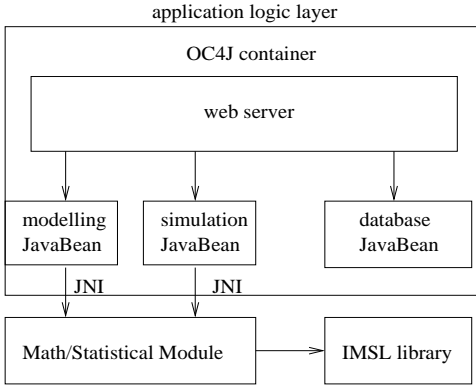 application logic layer
OC4J container
web server
modelling
JavaBean
simulation
JavaBean
database
JavaBean
JNI
JNI
Math/Statistical Module
IMSL library